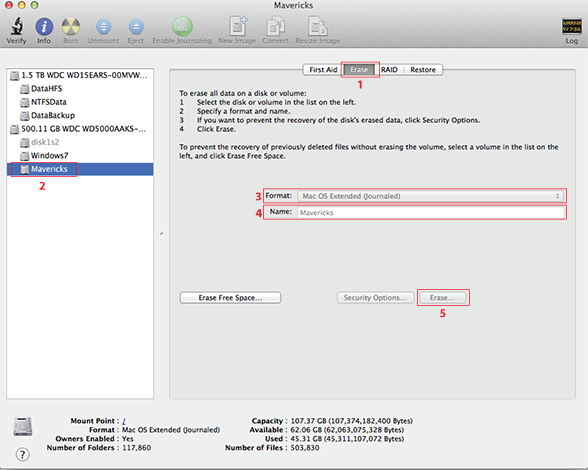 Mavericks
Verify Info Burn Unmount Eject Enable Journaling New Image Convert Resize Image Log
WARNIN
1.5 TB WDC WD15EARS-00MVW...
DataHFS
NTFSData
DataBackup
500.11 GB WDC WD5000AAKS-...
disk1s2
Windows7
Mavericks
2
First Aid Erase RAID Restore
1
To erase all data on a disk or volume:
1 Select the disk or volume in the list on the left.
2 Specify a format and name.
3 If you want to prevent the recovery of the disk's erased data, click Security Options.
4 Click Erase.
To prevent the recovery of previously deleted files without erasing the volume, select a volume in the list on the
left, and click Erase Free Space.
3 Format: Mac OS Extended (Journaled)
4 Name: Mavericks
Erase Free Space... Security Options... Erase...
5
Mount Point : /
Format : Mac OS Extended (Journaled)
Owners Enabled : Yes
Number of Folders : 117,860
Capacity : 107.37 GB (107,374,182,400 Bytes)
Available : 62.06 GB (62,063,075,328 Bytes)
Used : 45.31 GB (45,311,107,072 Bytes)
Number of Files : 503,830
?